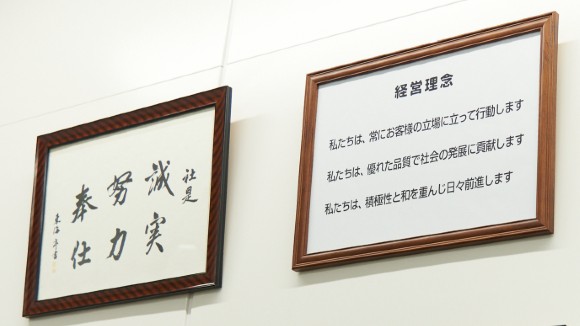 社是
誠実
努力
奉仕
経営理念
私たちは、常にお客様の立場に立って行動します
私たちは、優れた品質で社会の発展に貢献します
私たちは、積極性と和を重んじ日々前進します